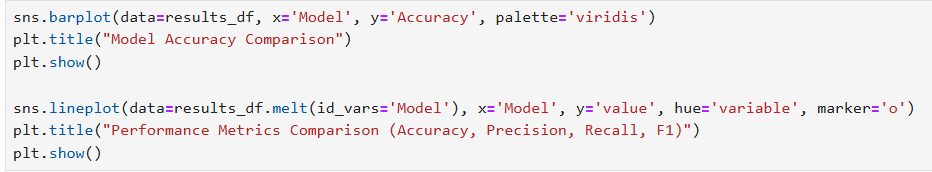 sns.barplot(data=results_df, x='Model', y='Accuracy', palette='viridis')
plt.title("Model Accuracy Comparison")
plt.show()

sns.lineplot(data=results_df.melt(id_vars='Model'), x='Model', y='value', hue='variable', marker='o')
plt.title("Performance Metrics Comparison (Accuracy, Precision, Recall, F1)")
plt.show()